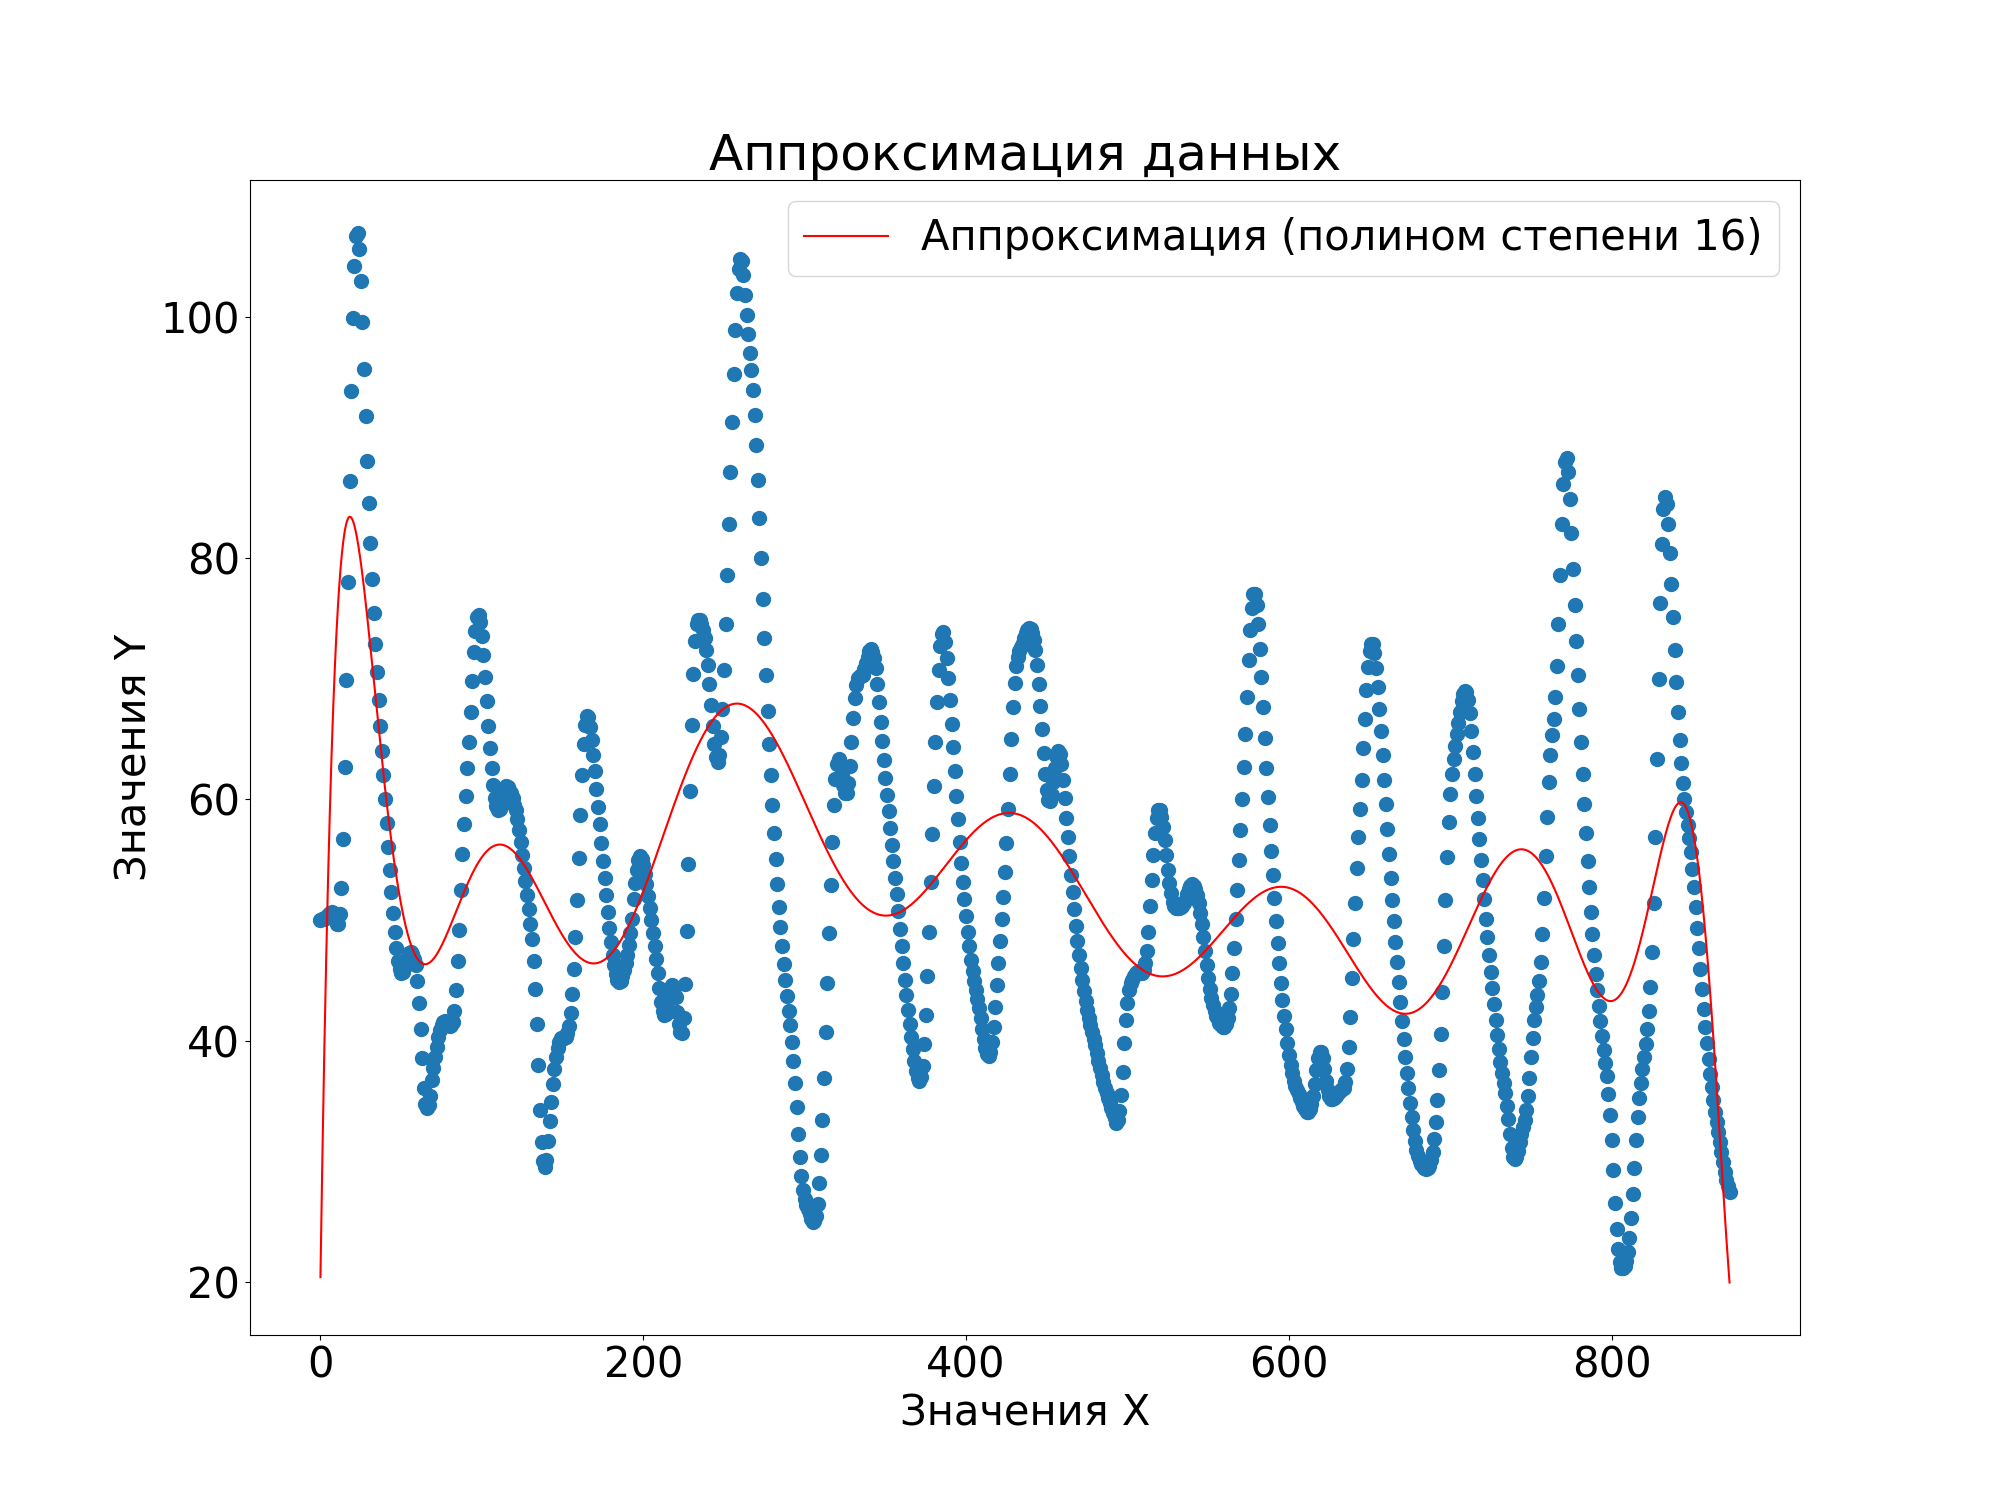 Аппроксимация данных
Аппроксимация (полином степени 16)
Значения Y
100
80
60
40
20
0 200 400 600 800
Значения X